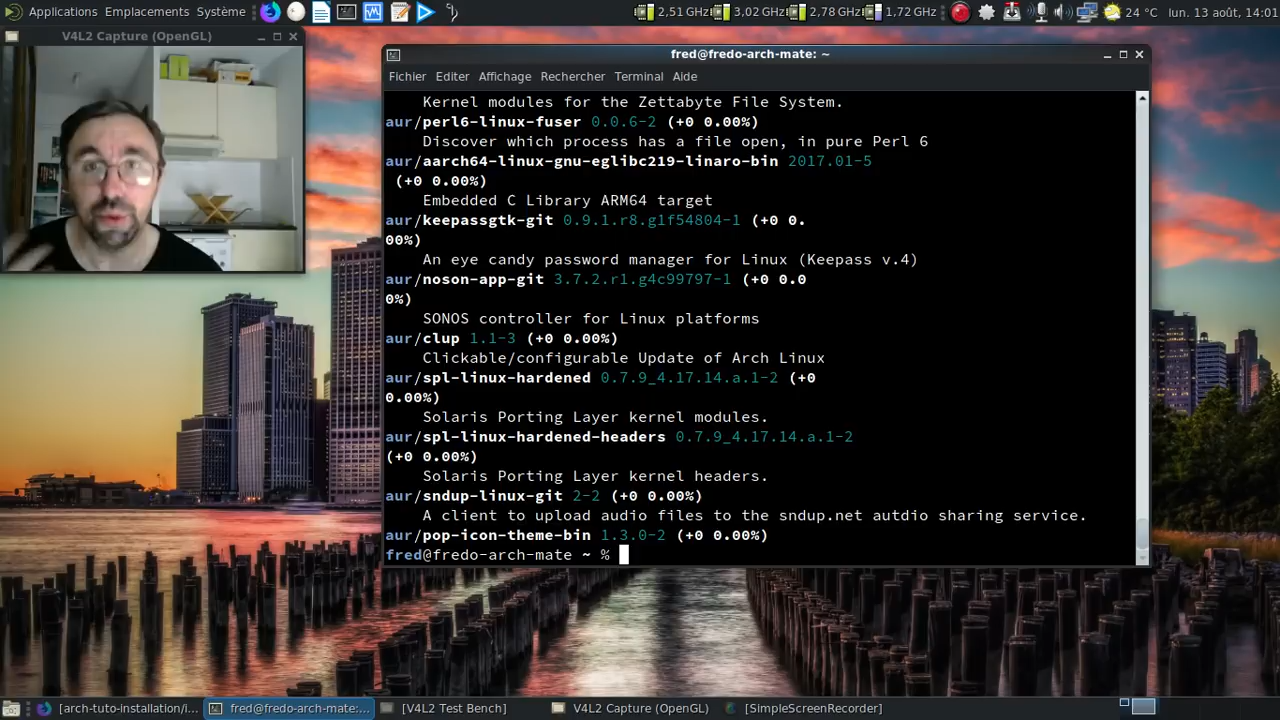 Applications Emplacements Système
2,51 GHz 3,02 GHz 2,78 GHz 1,72 GHz
24 °C lun. 13 août, 14:01
V4L2 Capture (OpenGL)
fred@fredo-arch-mate: ~
Fichier Editer Affichage Rechercher Terminal Aide
Kernel modules for the Zettabyte File System.
aur/perl6-linux-fuser 0.0.6-2 (+0 0.00%)
Discover which process has a file open, in pure Perl 6
aur/aarch64-linux-gnu-eglibc219-linaro-bin 2017.01-5
(+0 0.00%)
Embedded C Library ARM64 target
aur/keepassgtk-git 0.9.1.r8.g1f54804-1 (+0 0.
00%)
An eye candy password manager for Linux (Keepass v.4)
aur/noson-app-git 3.7.2.r1.g4c99797-1 (+0 0.0
0%)
SONOS controller for Linux platforms
aur/clup 1.1-3 (+0 0.00%)
Clickable/configurable Update of Arch Linux
aur/spl-linux-hardened 0.7.9_4.17.14.a.1-2 (+0
0.00%)
Solaris Porting Layer kernel modules.
aur/spl-linux-hardened-headers 0.7.9_4.17.14.a.1-2
(+0 0.00%)
Solaris Porting Layer kernel headers.
aur/sndup-linux-git 2-2 (+0 0.00%)
A client to upload audio files to the sndup.net autdio sharing service.
aur/pop-icon-theme-bin 1.3.0-2 (+0 0.00%)
fred@fredo-arch-mate ~ %
[arch-tuto-installation/i... fred@fredo-arch-mate:... [V4L2 Test Bench] V4L2 Capture (OpenGL) [SimpleScreenRecorder]